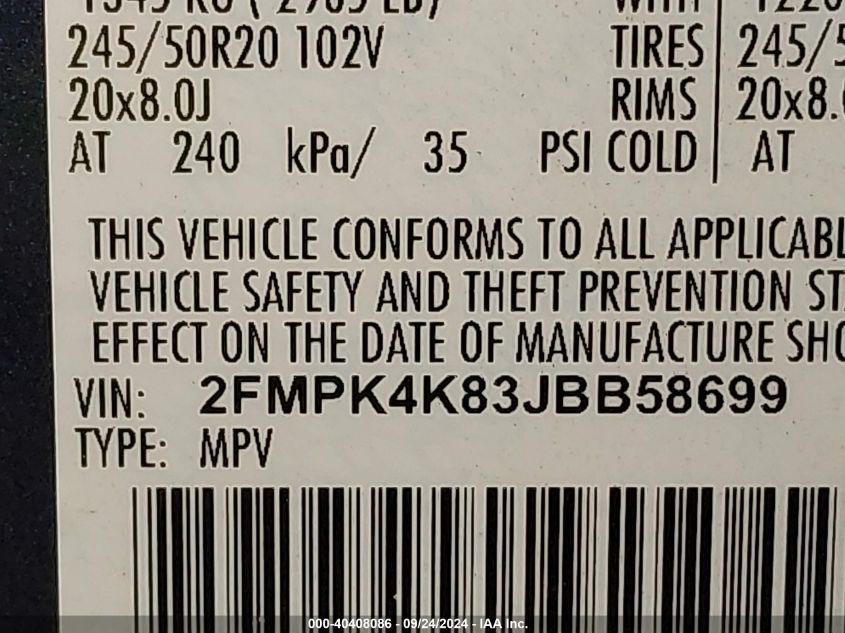 245/50R20 102V TIRES 245/5
20x8.0J RIMS 20x8.
AT 240 kPa/ 35 PSI COLD AT
THIS VEHICLE CONFORMS TO ALL APPLICABL
VEHICLE SAFETY AND THEFT PREVENTION ST
EFFECT ON THE DATE OF MANUFACTURE SHO
VIN: 2FMPK4K83JBB58699
TYPE: MPV
000-40408086 - 09/24/2024 - IAA Inc.